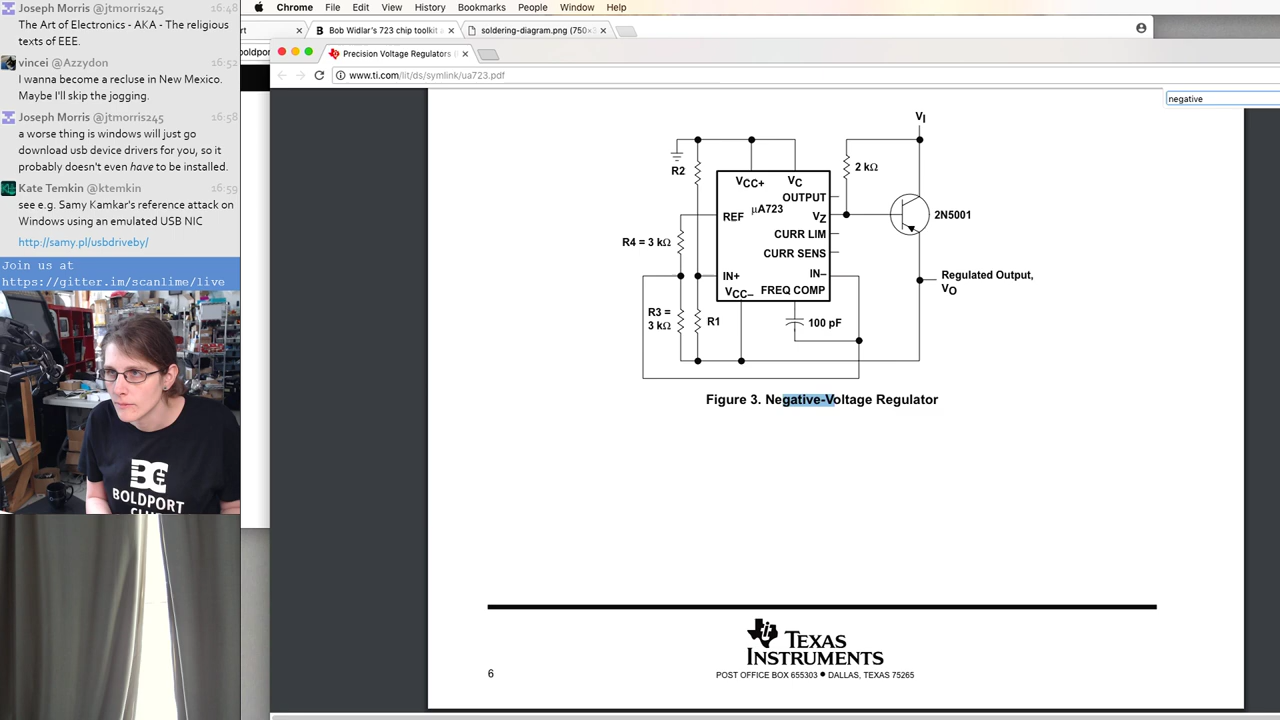 Joseph Morris @jtmorris245 16:48
The Art of Electronics - AKA - The religious
texts of EEE.
vincei @Azzydon 16:52
I wanna become a recluse in New Mexico.
Maybe I'll skip the jogging.
Joseph Morris @jtmorris245 16:58
a worse thing is windows will just go
download usb device drivers for you, so it
probably doesn't even have to be installed.
Kate Temkin @ktemkin 16:59
see e.g. Samy Kamkar's reference attack on
Windows using an emulated USB NIC
http://samy.pl/usbdriveby/
Join us at
https://gitter.im/scanlime/live
BOLDPORT
Chrome File Edit View History Bookmarks People Window Help
Bob Widlar's 723 chip toolkit
soldering-diagram.png (750×
boldport
Precision Voltage Regulators (
www.ti.com/lit/ds/symlink/ua723.pdf
negative
VI
R2
2 kΩ
VCC+ VC
OUTPUT
μA723
REF
VZ
2N5001
CURR LIM
R4 = 3 kΩ
CURR SENS
IN+
IN–
Regulated Output,
VO
VCC–
FREQ COMP
R3 =
3 kΩ
R1
100 pF
Figure 3. Negative-Voltage Regulator
TEXAS
INSTRUMENTS
6
POST OFFICE BOX 655303 ● DALLAS, TEXAS 75265